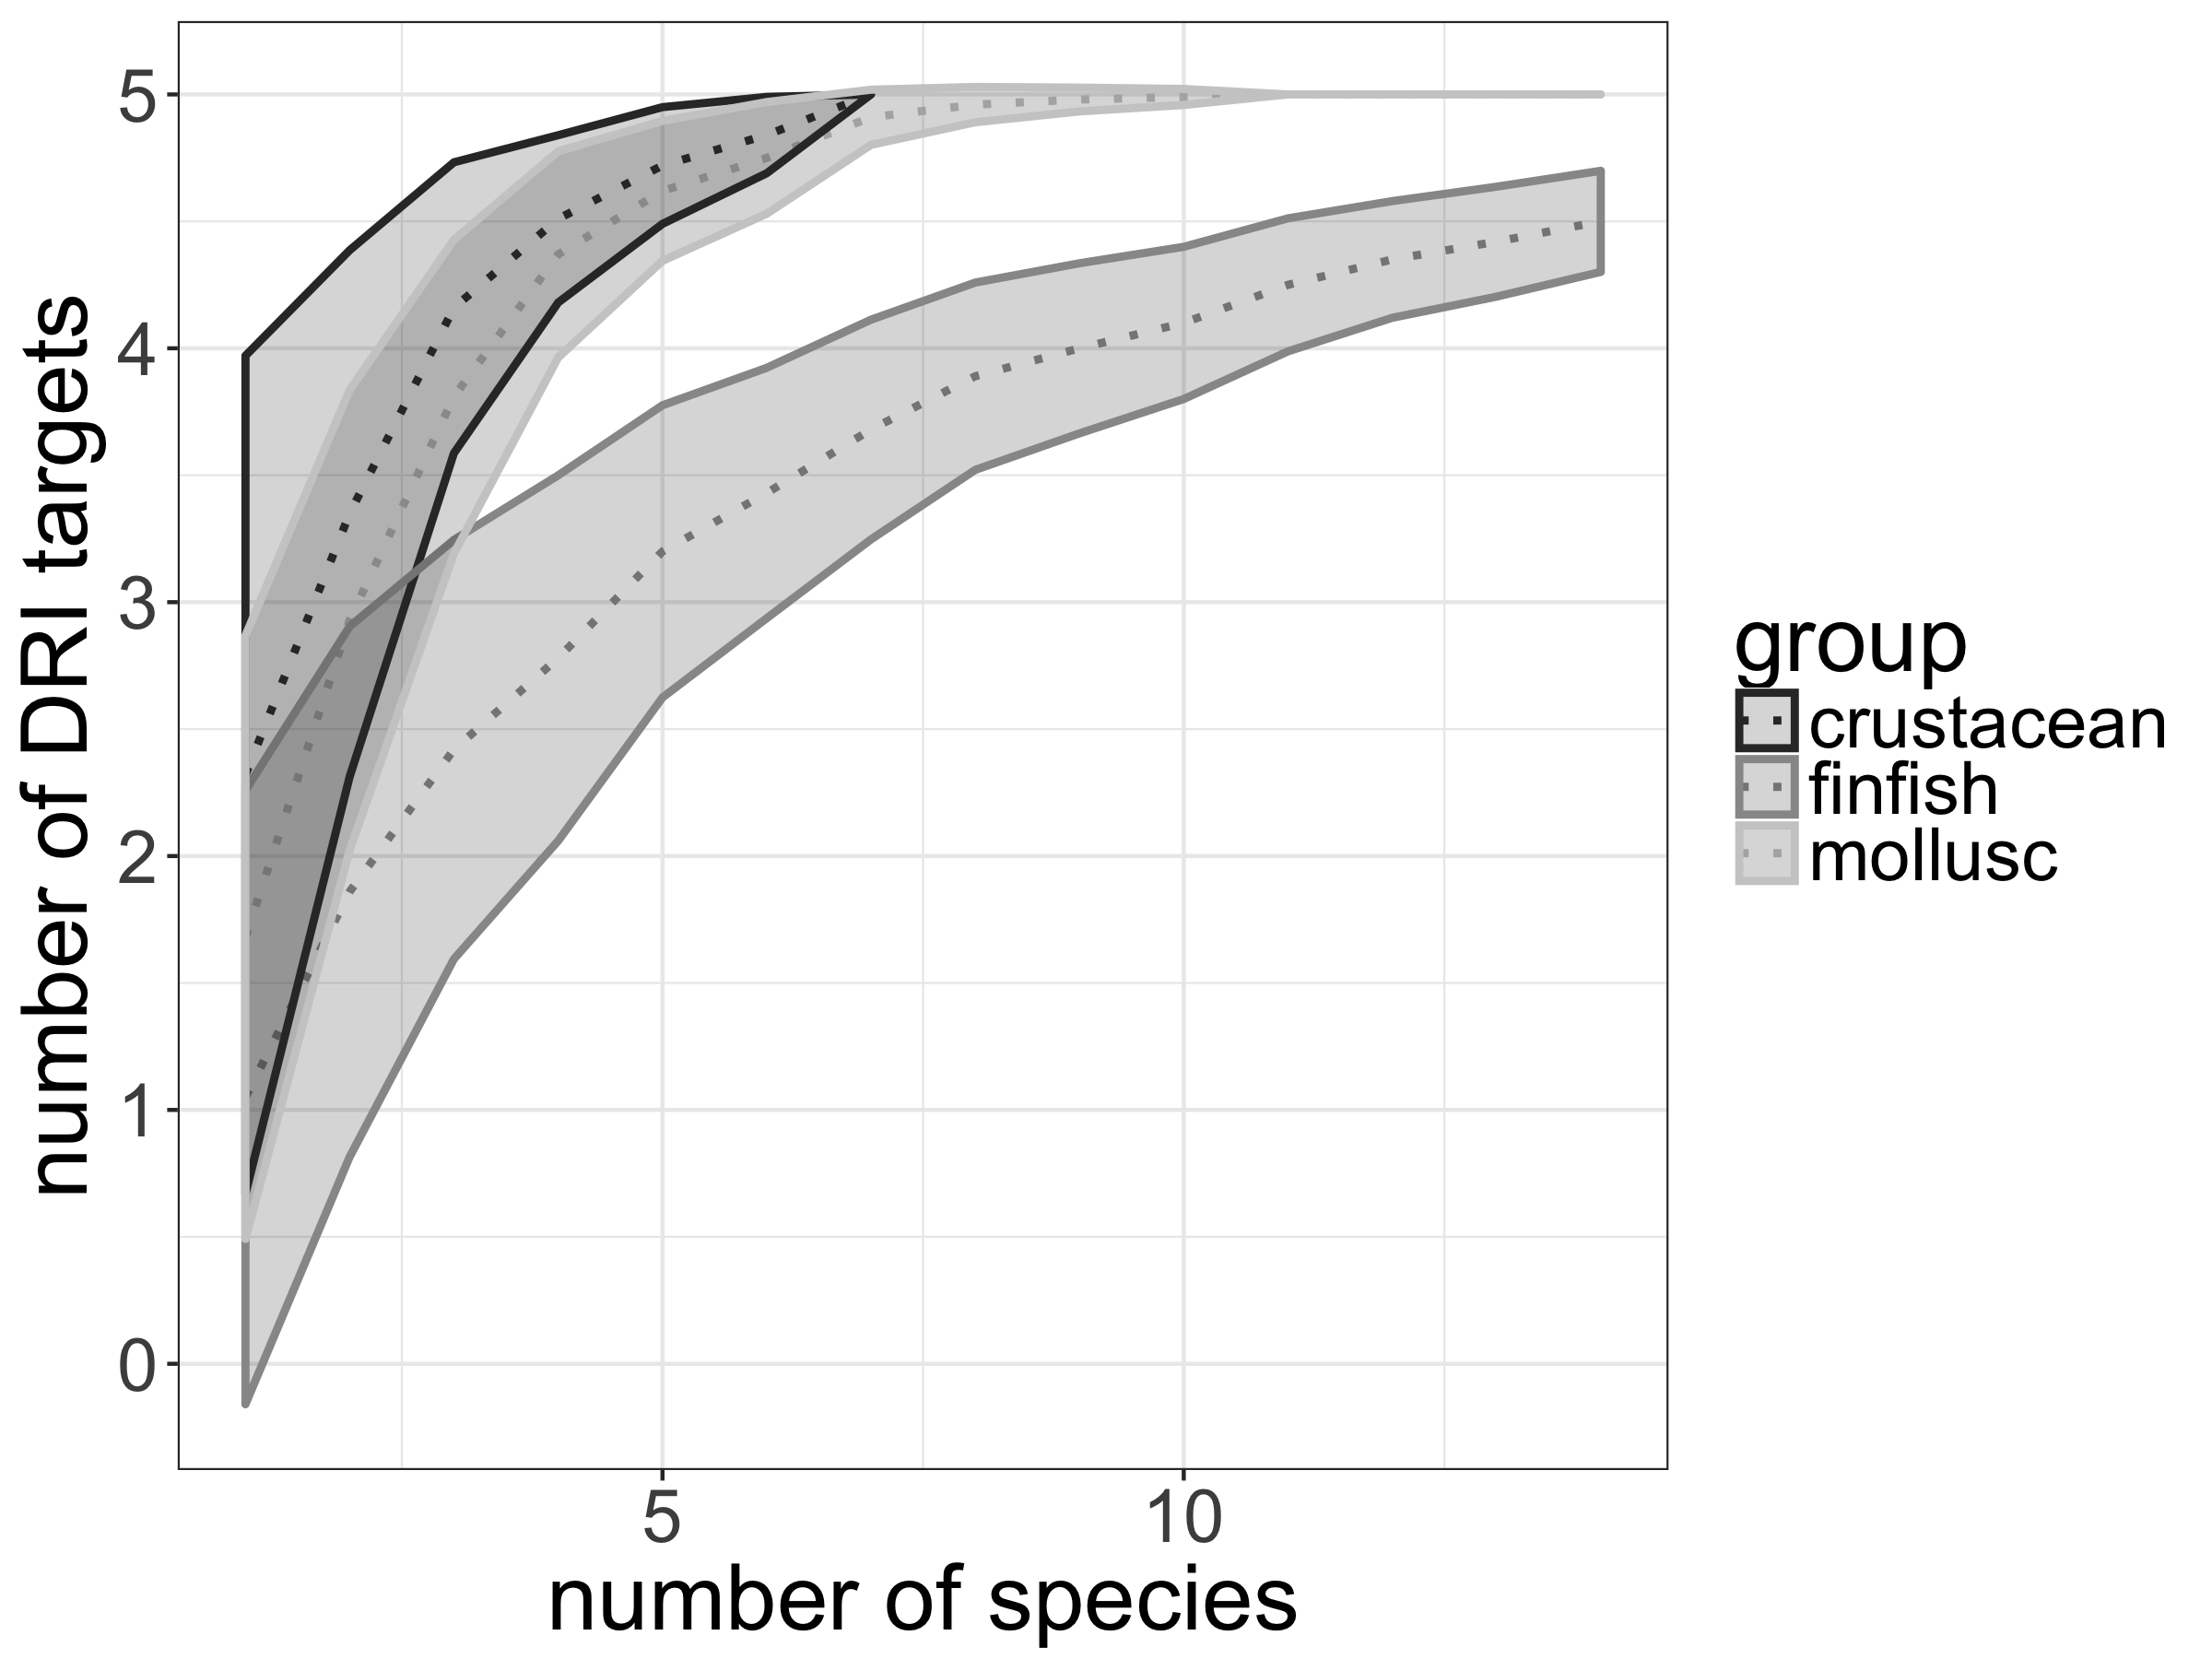 number of DRI targets
5
4
3
2
1
0
5
10
number of species
group
crustacean
finfish
mollusc